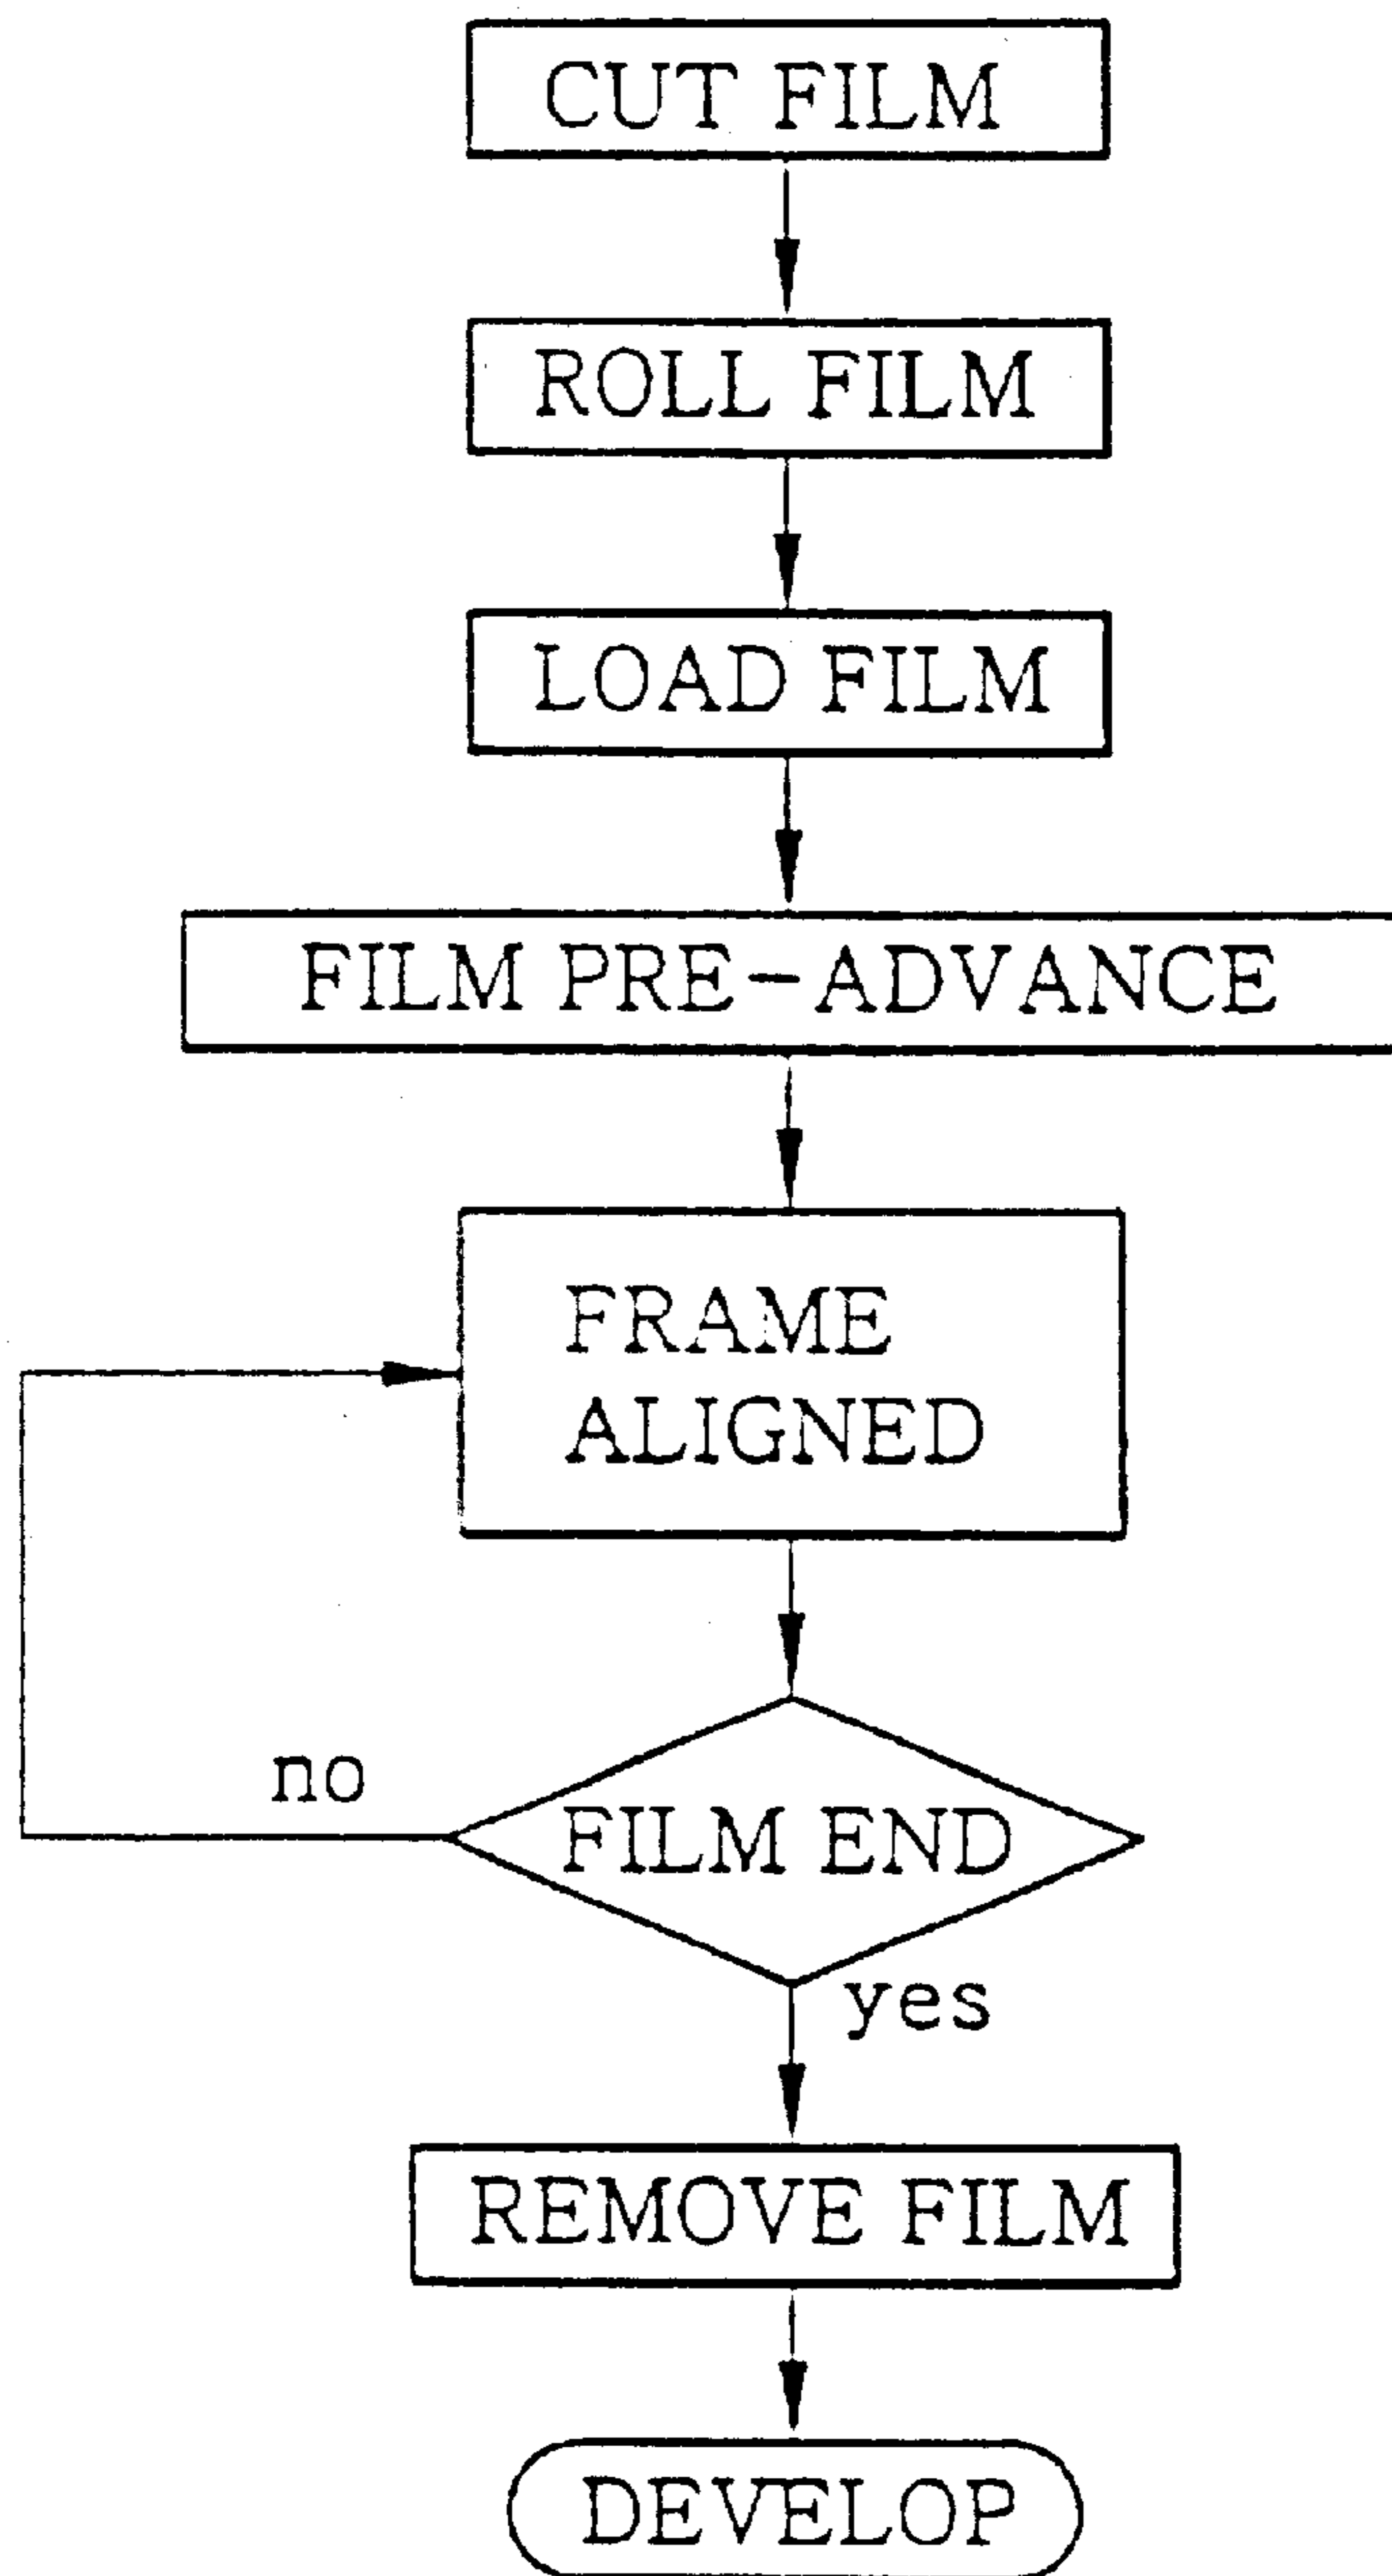 CUT FILM
ROLL FILM
LOAD FILM
FILM PRE-ADVANCE
FRAME
ALIGNED
no
FILM END
yes
REMOVE FILM
DEVELOP